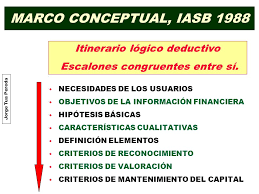 MARCO CONCEPTUAL, IASB 1988
Itinerario lógico deductivo
Escalones congruentes entre sí.
NECESIDADES DE LOS USUARIOS
OBJETIVOS DE LA INFORMACIÓN FINANCIERA
HIPÓTESIS BÁSICAS
CARACTERÍSTICAS CUALITATIVAS
DEFINICIÓN ELEMENTOS
CRITERIOS DE RECONOCIMIENTO
CRITERIOS DE VALORACIÓN
CRITERIOS DE MANTENIMIENTO DEL CAPITAL
Jorge Tua Pereda